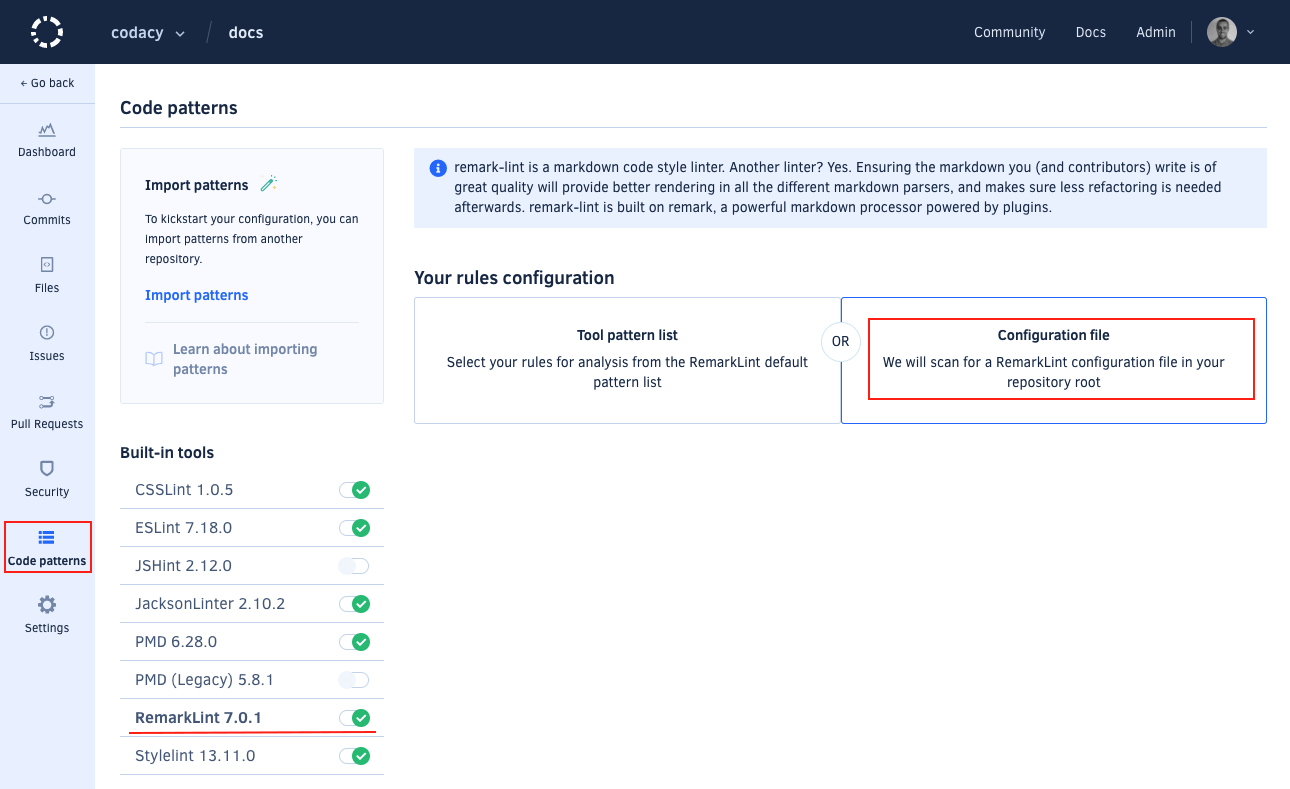 codacy / docs
Community
Docs
Admin
← Go back
Dashboard
Commits
Files
Issues
Pull Requests
Security
Code patterns
Settings
Code patterns
Import patterns
To kickstart your configuration, you can
import patterns from another
repository.
Import patterns
Learn about importing
patterns
Built-in tools
CSSLint 1.0.5
ESLint 7.18.0
JSHint 2.12.0
JacksonLinter 2.10.2
PMD 6.28.0
PMD (Legacy) 5.8.1
RemarkLint 7.0.1
Stylelint 13.11.0
remark-lint is a markdown code style linter. Another linter? Yes. Ensuring the markdown you (and contributors) write is of
great quality will provide better rendering in all the different markdown parsers, and makes sure less refactoring is needed
afterwards. remark-lint is built on remark, a powerful markdown processor powered by plugins.
Your rules configuration
Tool pattern list
Select your rules for analysis from the RemarkLint default
pattern list
OR
Configuration file
We will scan for a RemarkLint configuration file in your
repository root